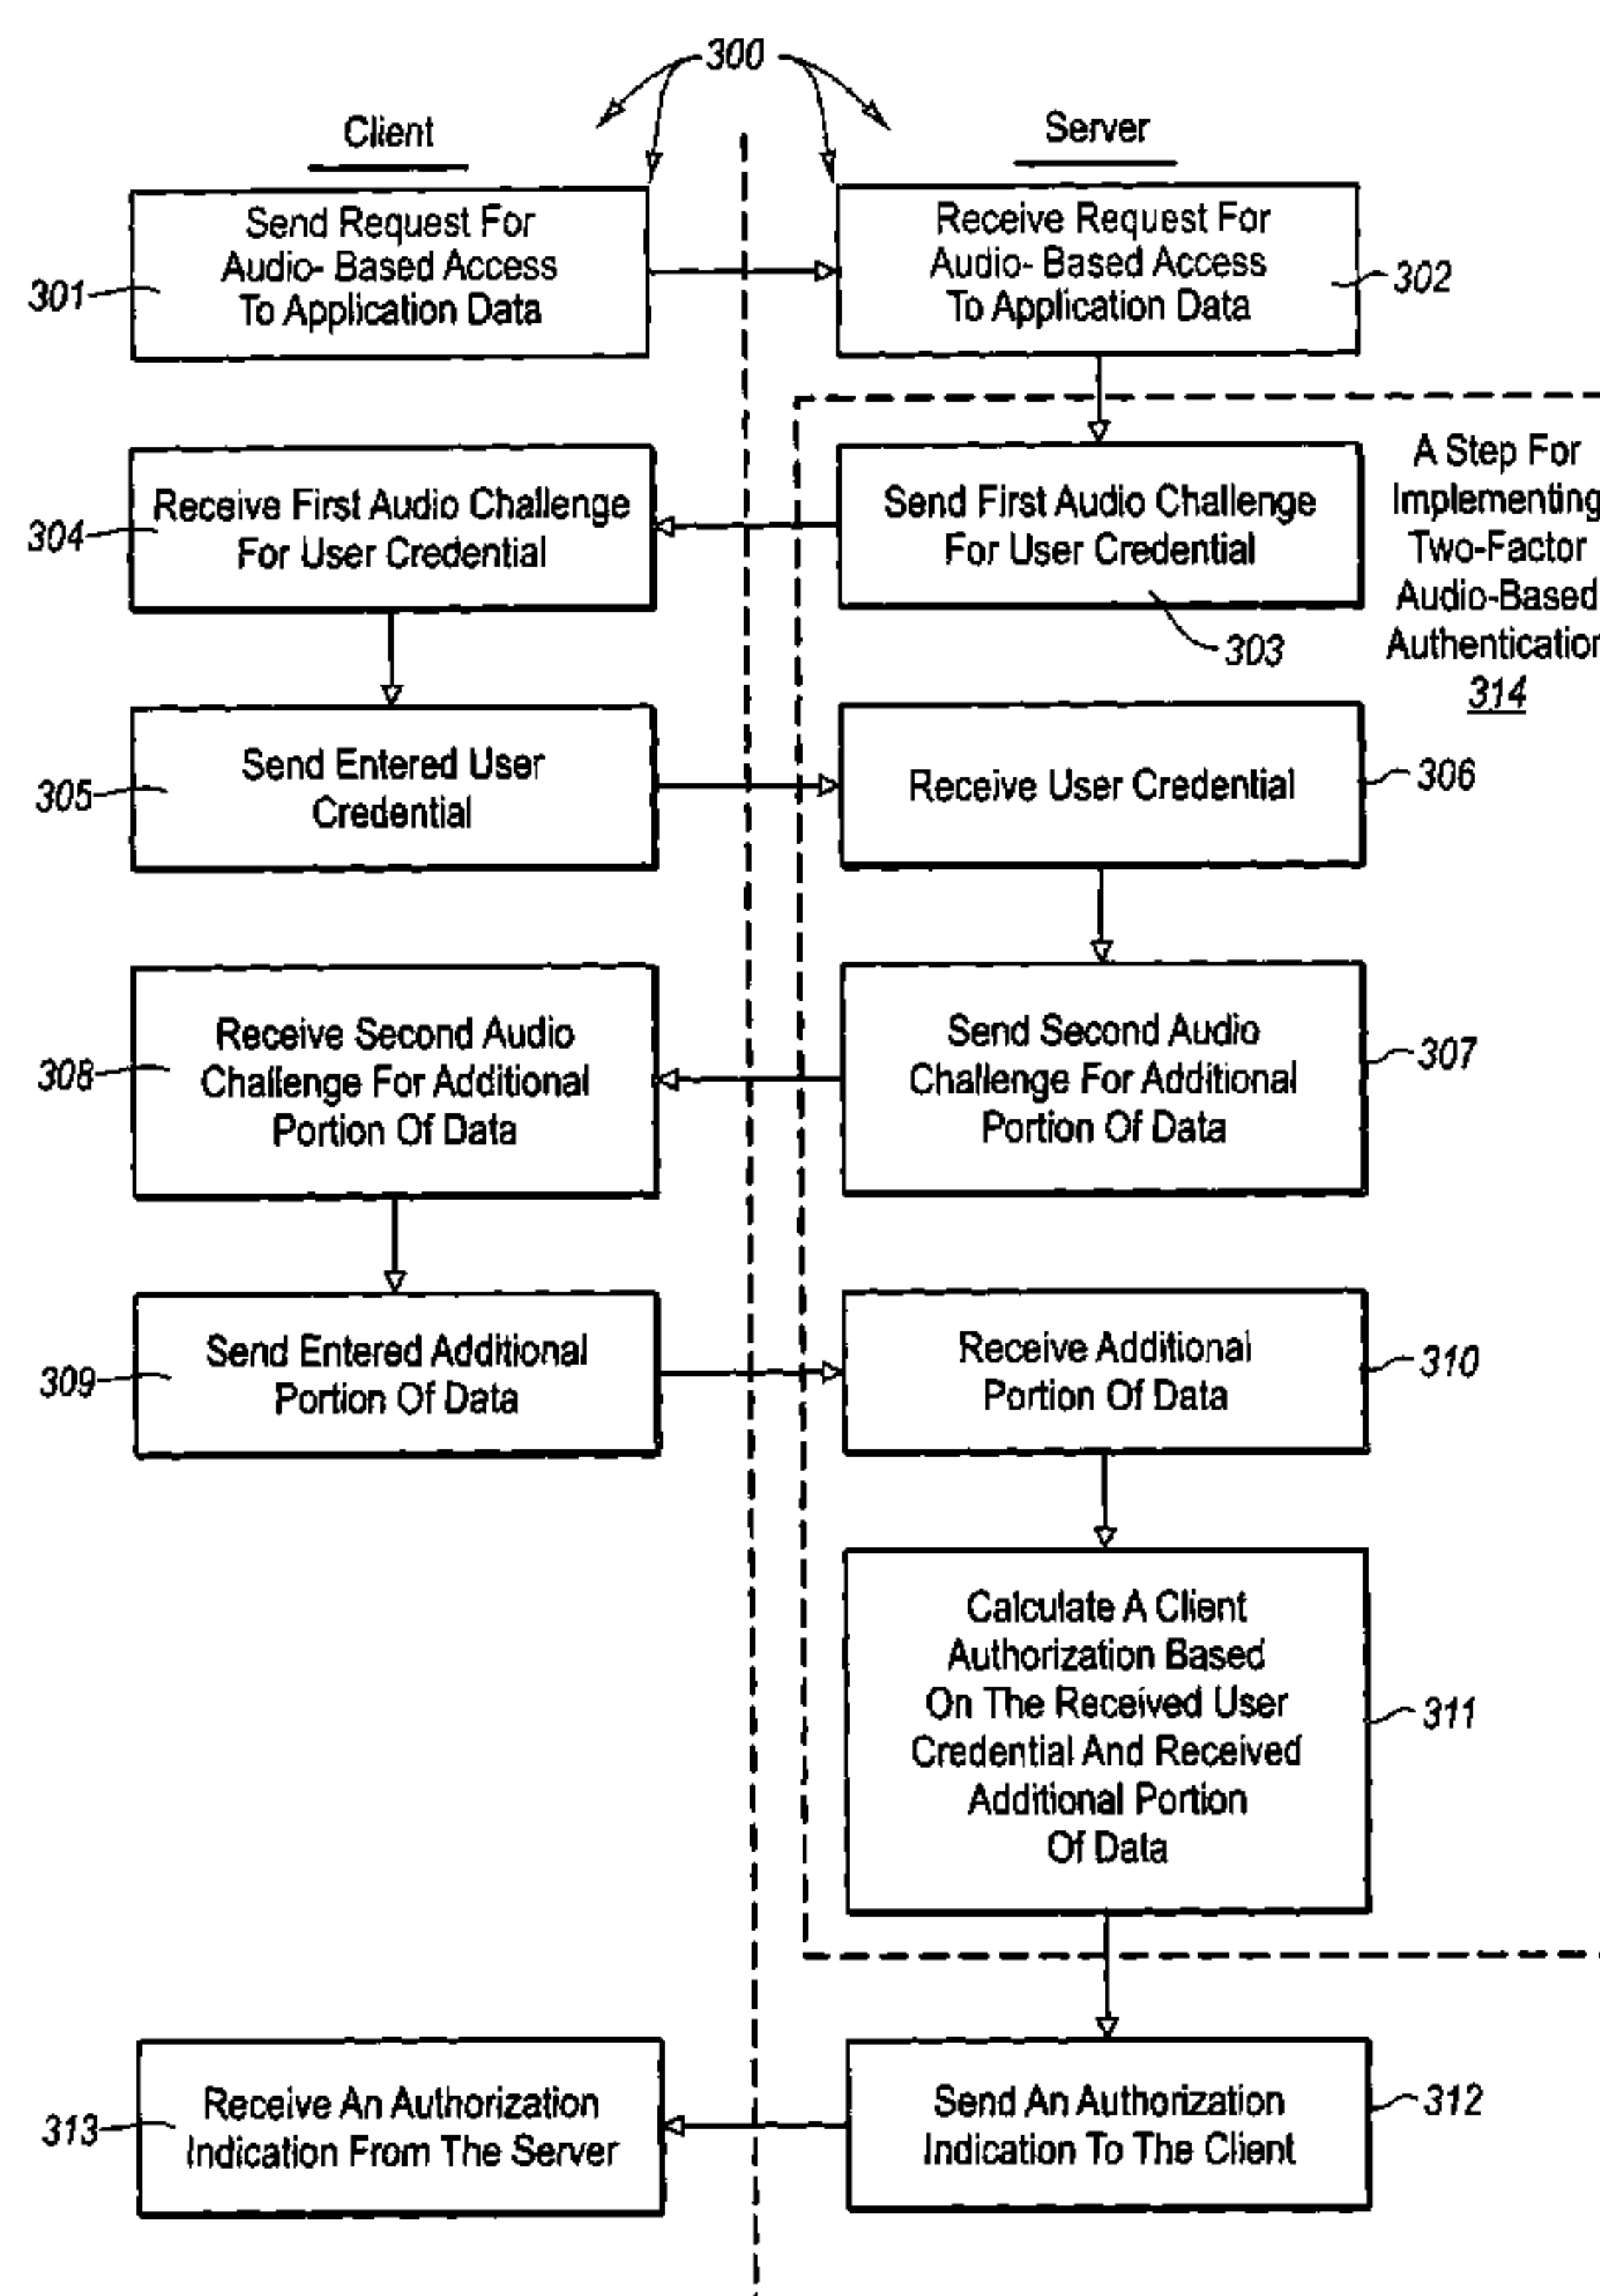 300
Client
Server
Send Request For
Audio- Based Access
To Application Data
301
Receive Request For
Audio- Based Access
To Application Data
302
Receive First Audio Challenge
For User Credential
304
Send First Audio Challenge
For User Credential
303
A Step For
Implementing
Two-Factor
Audio-Based
Authentication
314
Send Entered User
Credential
305
Receive User Credential
306
Receive Second Audio
Challenge For Additional
Portion Of Data
308
Send Second Audio
Challenge For Additional
Portion Of Data
307
Send Entered Additional
Portion Of Data
309
Receive Additional
Portion Of Data
310
Calculate A Client
Authorization Based
On The Received User
Credential And Received
Additional Portion
Of Data
311
Receive An Authorization
Indication From The Server
313
Send An Authorization
Indication To The Client
312